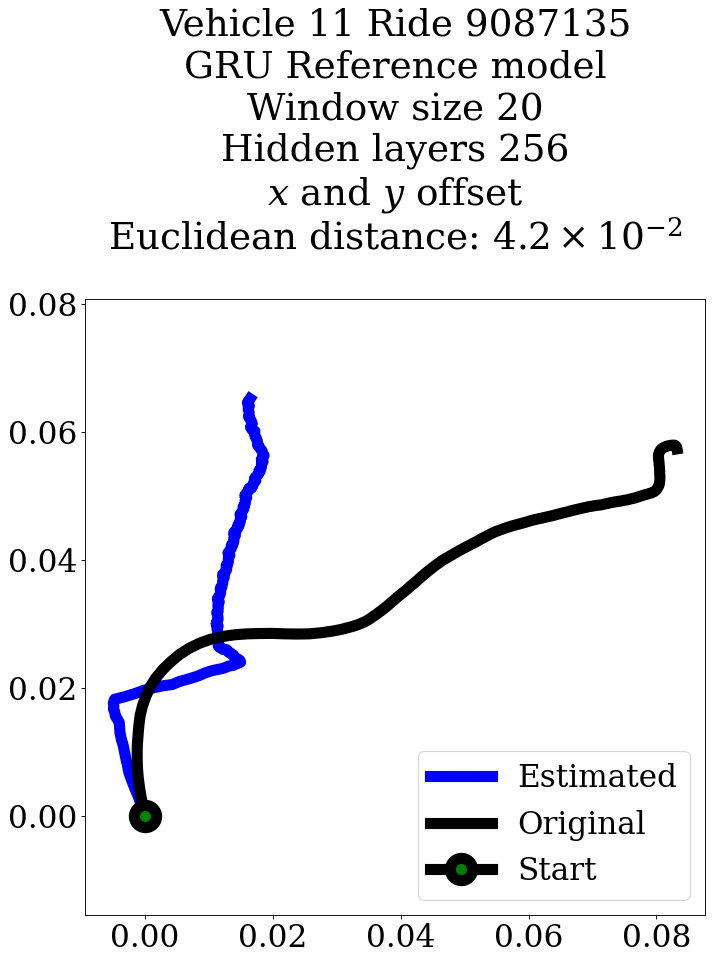 Vehicle 11 Ride 9087135
GRU Reference model
Window size 20
Hidden layers 256
x and y offset
Euclidean distance: 4.2 × 10⁻²
0.08
0.06
0.04
0.02
0.00
Estimated
Original
Start
0.00 0.02 0.04 0.06 0.08